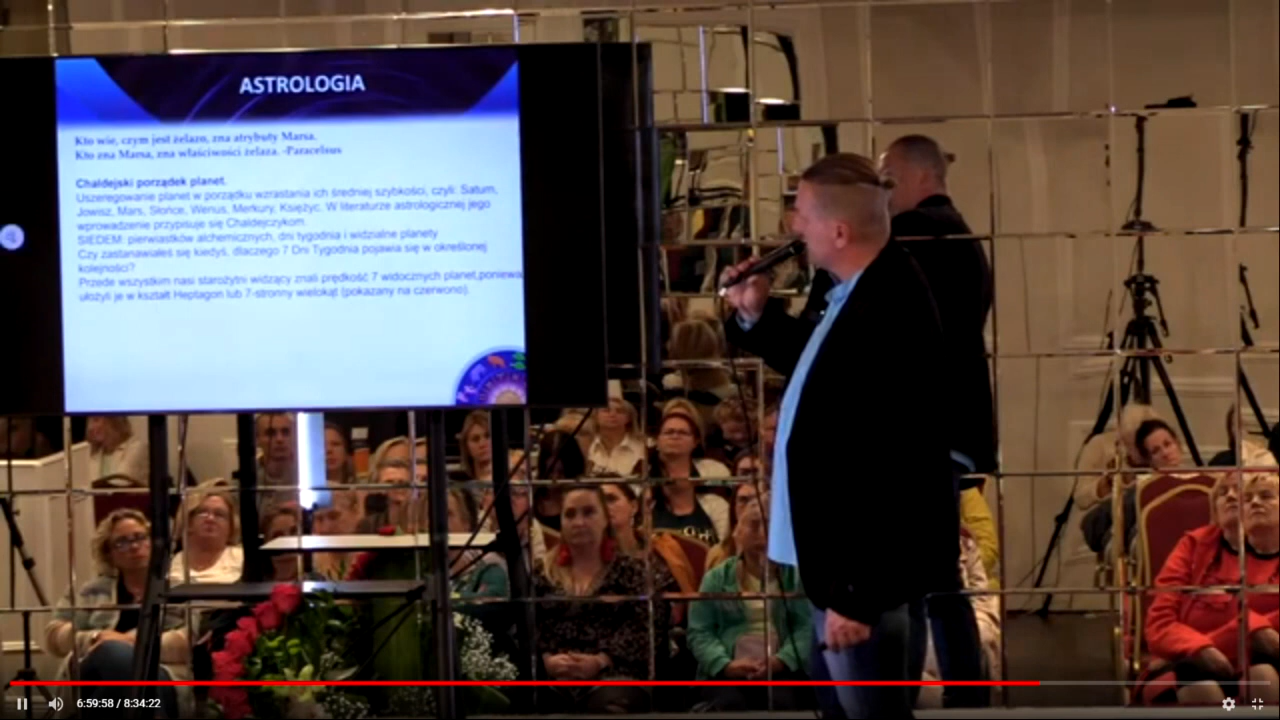 ASTROLOGIA
Kto wie, czym jest żelazo, zna atrybuty Marsa.
Kto zna Marsa, zna właściwości żelaza. -Paracelsus
Chaldejski porządek planet.
Uszeregowanie planet w porządku wzrastania ich średniej szybkości, czyli: Saturn,
Jowisz, Mars, Słońce, Wenus, Merkury, Księżyc. W literaturze astrologicznej jego
wprowadzenie przypisuje się Chaldejczykom.
SIEDEM: pierwiastków alchemicznych, dni tygodnia i widzialne planety
Czy zastanawiałeś się kiedyś, dlaczego 7 Dni Tygodnia pojawia się w określonej
kolejności?
Przede wszystkim nasi starożytni widzący znali prędkość 7 widocznych planet,poniewa
ułożyli je w kształt Heptagon lub 7-stronny wielokąt (pokazany na czerwono).
6:59:58 / 8:34:22